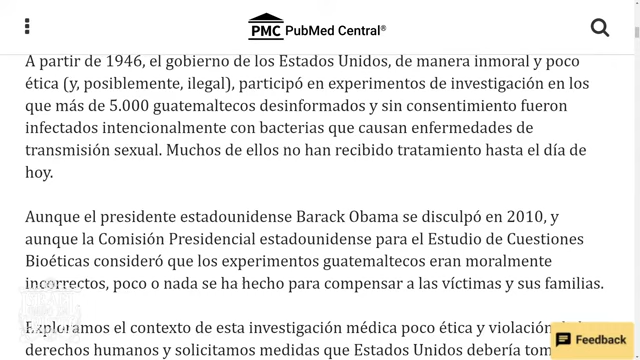 PMC PubMed Central®
A partir de 1946, el gobierno de los Estados Unidos, de manera inmoral y poco
ética (y, posiblemente, ilegal), participó en experimentos de investigación en los
que más de 5.000 guatemaltecos desinformados y sin consentimiento fueron
infectados intencionalmente con bacterias que causan enfermedades de
transmisión sexual. Muchos de ellos no han recibido tratamiento hasta el día de
hoy.
Aunque el presidente estadounidense Barack Obama se disculpó en 2010, y
aunque la Comisión Presidencial estadounidense para el Estudio de Cuestiones
Bioéticas consideró que los experimentos guatemaltecos eran moralmente
incorrectos, poco o nada se ha hecho para compensar a las víctimas y sus familias.
Exploramos el contexto de esta investigación médica poco ética y violación
derechos humanos y solicitamos medidas que Estados Unidos debería
Feedback